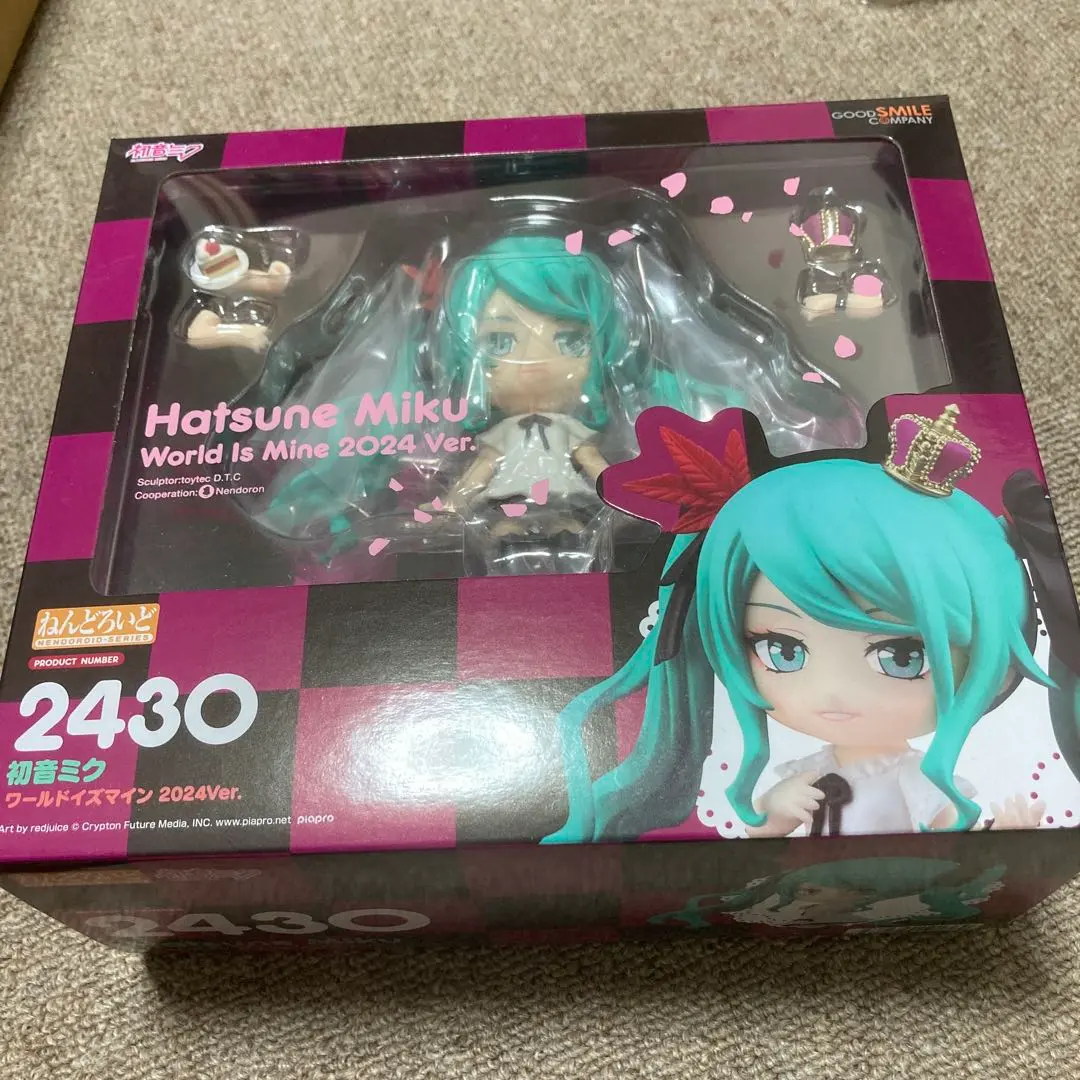 初音ミク
GOOD SMILE
COMPANY
Hatsune Miku
World Is Mine 2024 Ver.
Sculptor:toytec D.T.C
Cooperation: Nendoron
ねんどろいど
NENDOROID-SERIES
PRODUCT NUMBER
2430
初音ミク
ワールドイズマイン 2024Ver.
Art by redjuice © Crypton Future Media, INC. www.piapro.net piapro
2430